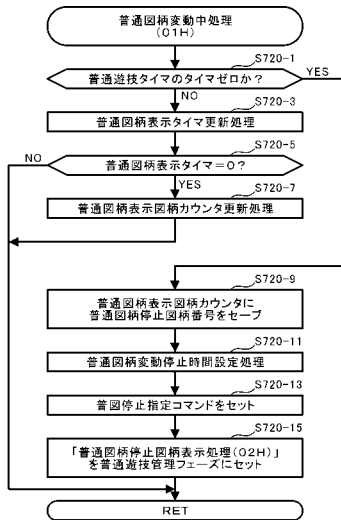 普通図柄変動中処理
(01H)
S720-1
普通遊技タイマのタイマゼロか?
YES
NO
S720-3
普通図柄表示タイマ更新処理
S720-5
NO
普通図柄表示タイマ=0?
YES
S720-7
普通図柄表示図柄カウンタ更新処理
S720-9
普通図柄表示図柄カウンタに
普通図柄停止図柄番号をセーブ
S720-11
普通図柄変動停止時間設定処理
S720-13
普図停止指定コマンドをセット
S720-15
「普通図柄停止図柄表示処理(02H)」
を普通遊技管理フェーズにセット
RET